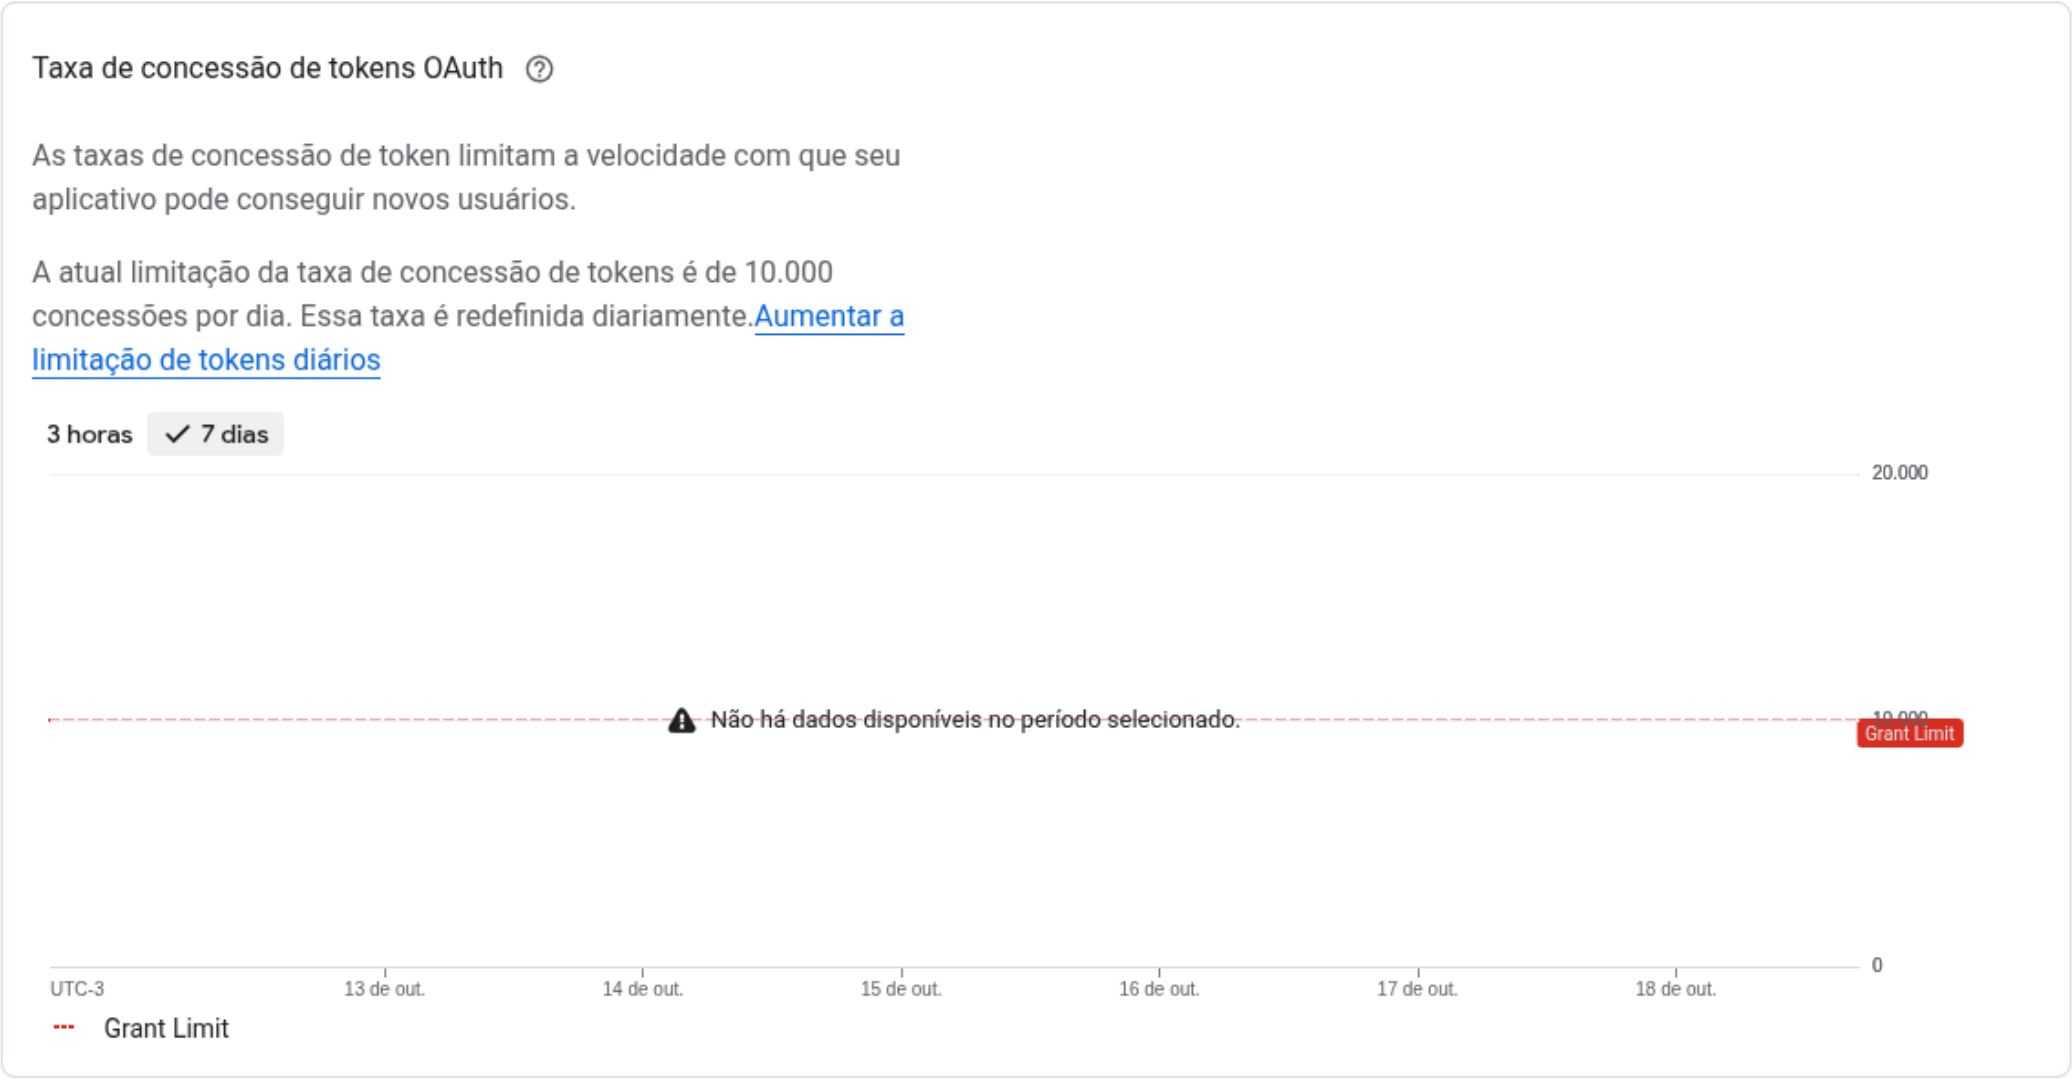 Taxa de concessão de tokens OAuth
As taxas de concessão de token limitam a velocidade com que seu
aplicativo pode conseguir novos usuários.
A atual limitação da taxa de concessão de tokens é de 10.000
concessões por dia. Essa taxa é redefinida diariamente.Aumentar a
limitação de tokens diários
3 horas 7 dias
20.000
Não há dados disponíveis no período selecionado.
10.000
Grant Limit
0
UTC-3 13 de out. 14 de out. 15 de out. 16 de out. 17 de out. 18 de out.
Grant Limit